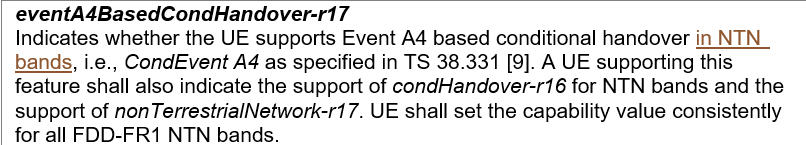 eventA4BasedCondHandover-r17
Indicates whether the UE supports Event A4 based conditional handover in NTN
bands, i.e., CondEvent A4 as specified in TS 38.331 [9]. A UE supporting this
feature shall also indicate the support of condHandover-r16 for NTN bands and the
support of nonTerrestrialNetwork-r17. UE shall set the capability value consistently
for all FDD-FR1 NTN bands.